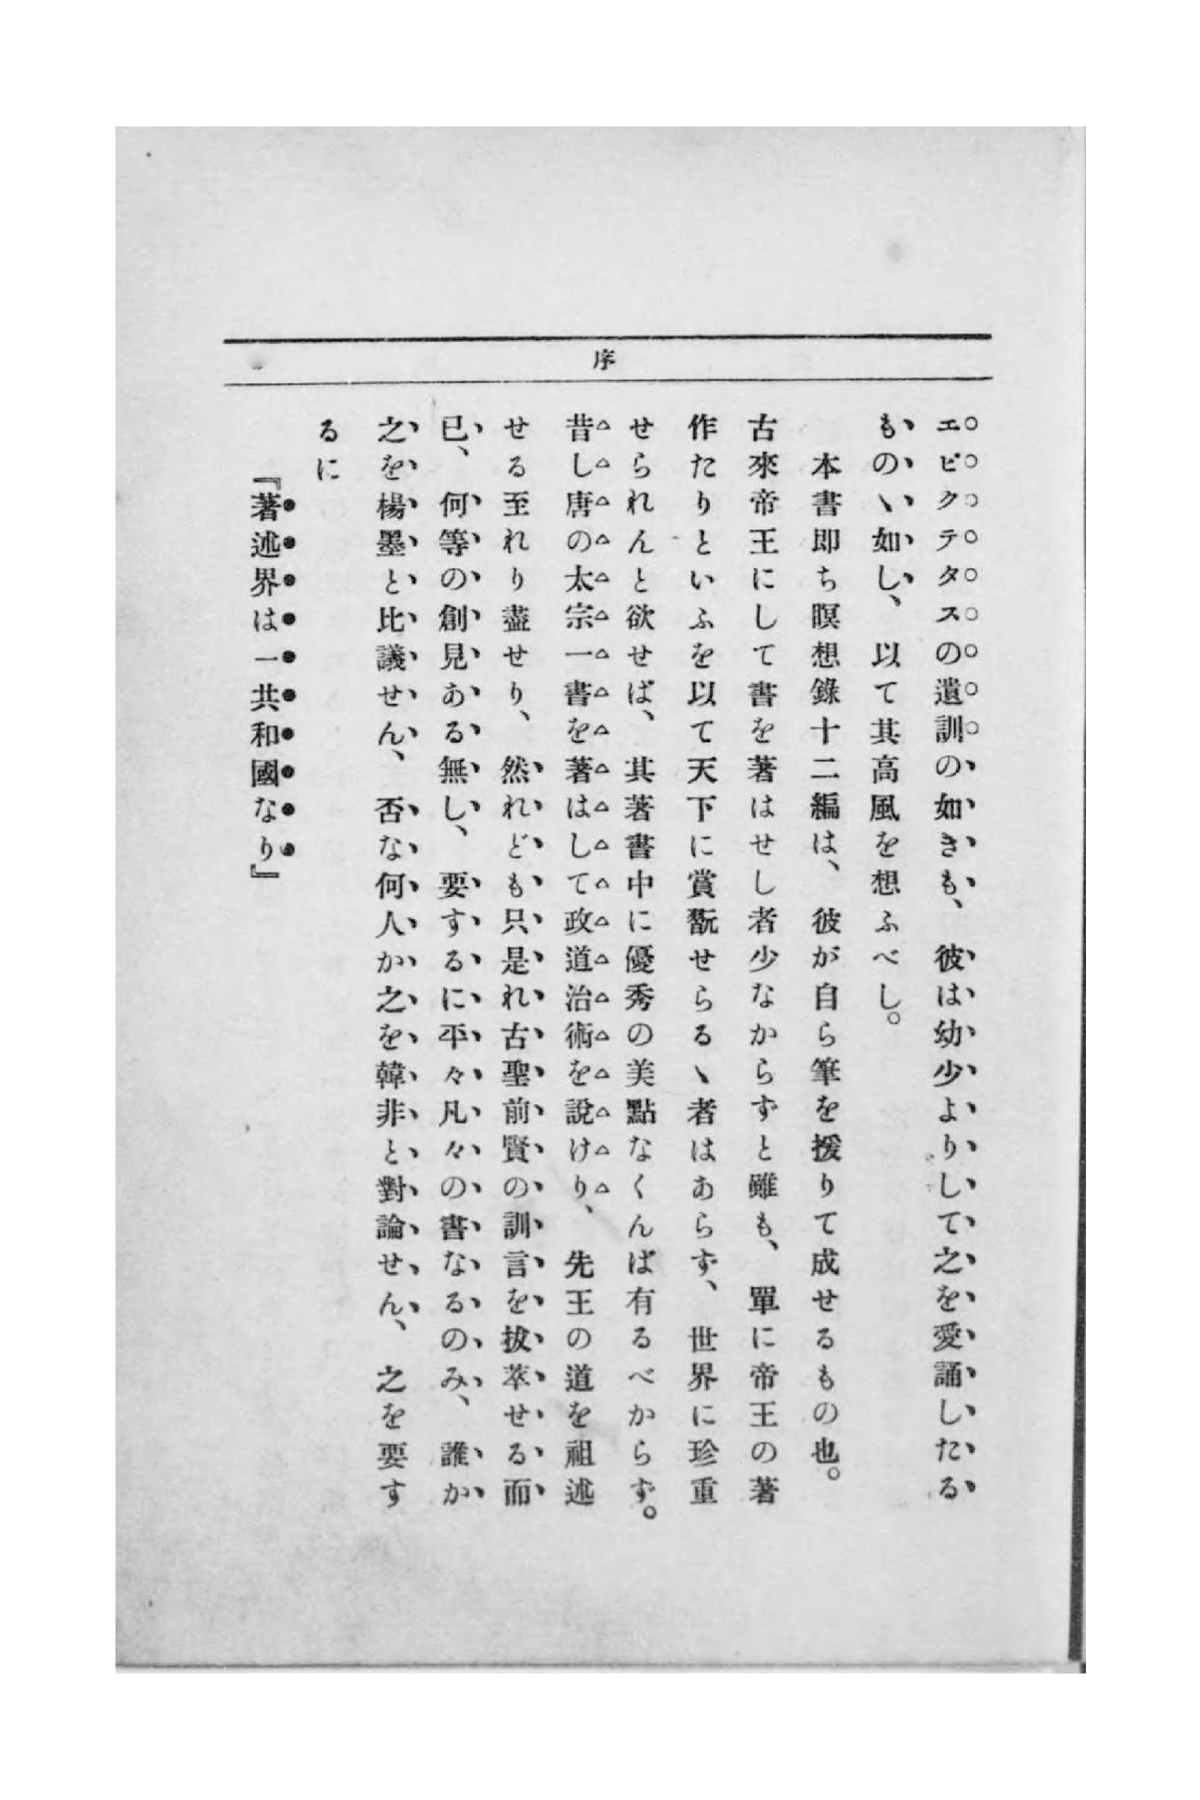 序
エピクテタスの遺訓の如きも、彼は幼少よりして之を愛誦したる
ものゝ如し、以て其高風を想ふべし。
本書即ち瞑想錄十二編は、彼が自ら筆を援りて成せるもの也。
古來帝王にして書を著はせし者少なからずと雖も、單に帝王の著
作たりといふを以て天下に賞翫せらるゝ者はあらず、世界に珍重
せられんと欲せば、其著書中に優秀の美點なくんば有るべからず。
昔し唐の太宗一書を著はして政道治術を說けり、先王の道を祖述
せる至れり盡せり、然れども只是れ古聖前賢の訓言を拔萃せる而
已、何等の創見ある無し、要するに平々凡々の書なるのみ、誰か
之を楊墨と比議せん、否な何人か之を韓非と對論せん、之を要す
るに
『著述界は一共和國なり』